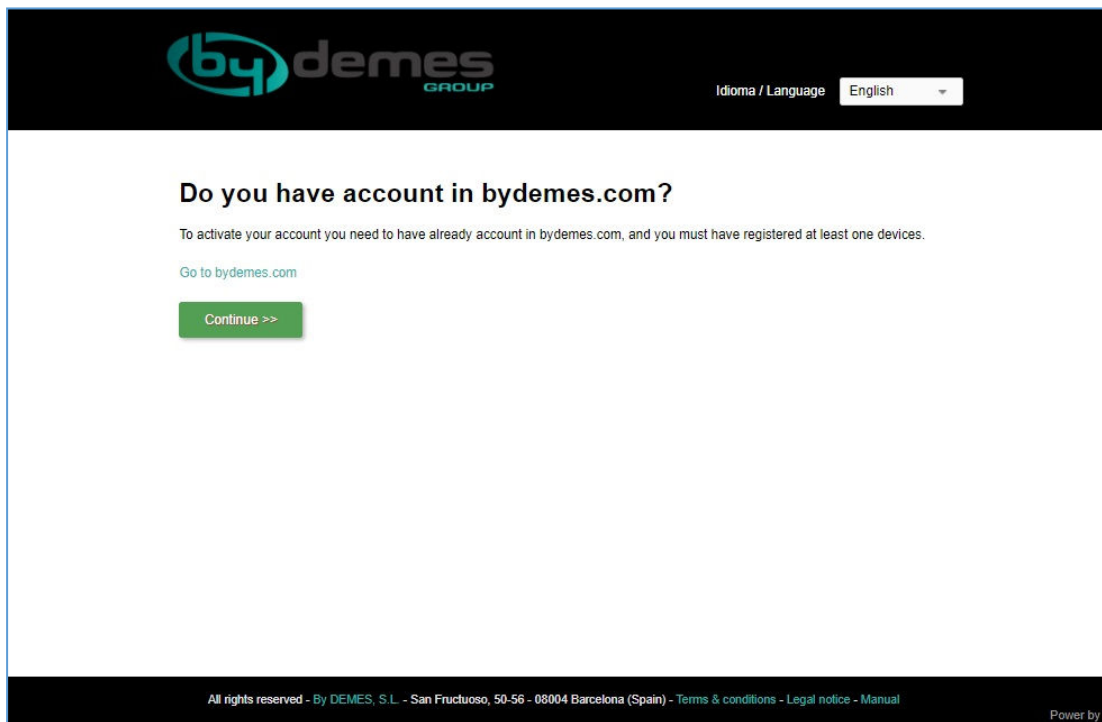 by demes
GROUP
Idioma / Language English
Do you have account in bydemes.com?
To activate your account you need to have already account in bydemes.com, and you must have registered at least one devices.
Go to bydemes.com
Continue >>
All rights reserved - By DEMES, S.L. - San Fructuoso, 50-56 - 08004 Barcelona (Spain) - Terms & conditions - Legal notice - Manual
Power by